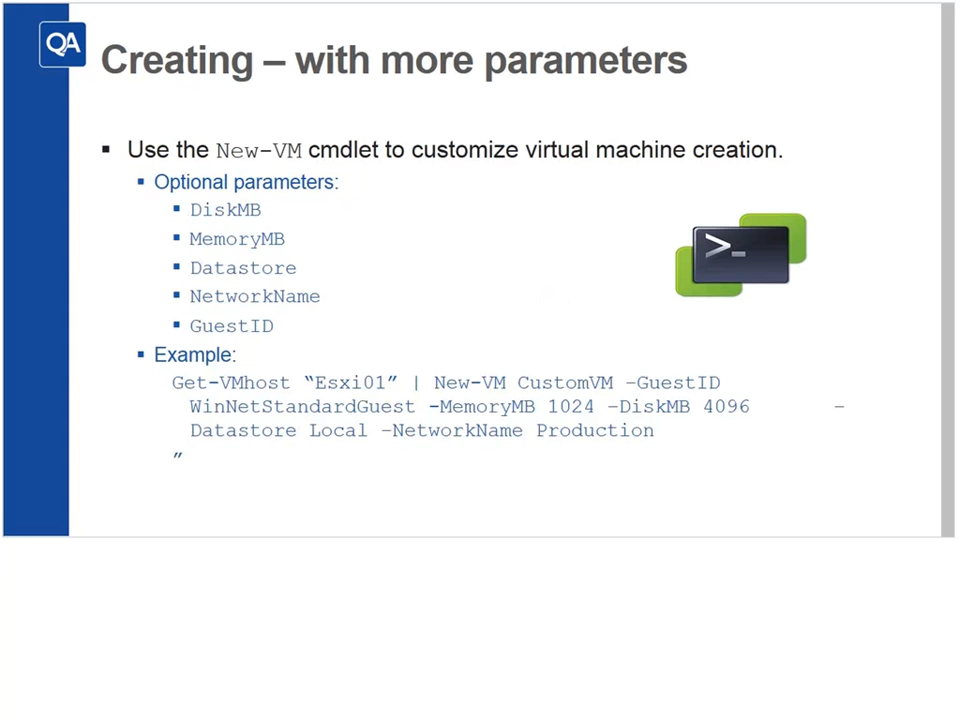 QA
Creating – with more parameters
▪ Use the New-VM cmdlet to customize virtual machine creation.
▪ Optional parameters:
▪ DiskMB
▪ MemoryMB
▪ Datastore
▪ NetworkName
▪ GuestID
▪ Example:
Get-VMhost “Esxi01” | New-VM CustomVM –GuestID
WinNetStandardGuest -MemoryMB 1024 –DiskMB 4096 –
Datastore Local –NetworkName Production
”